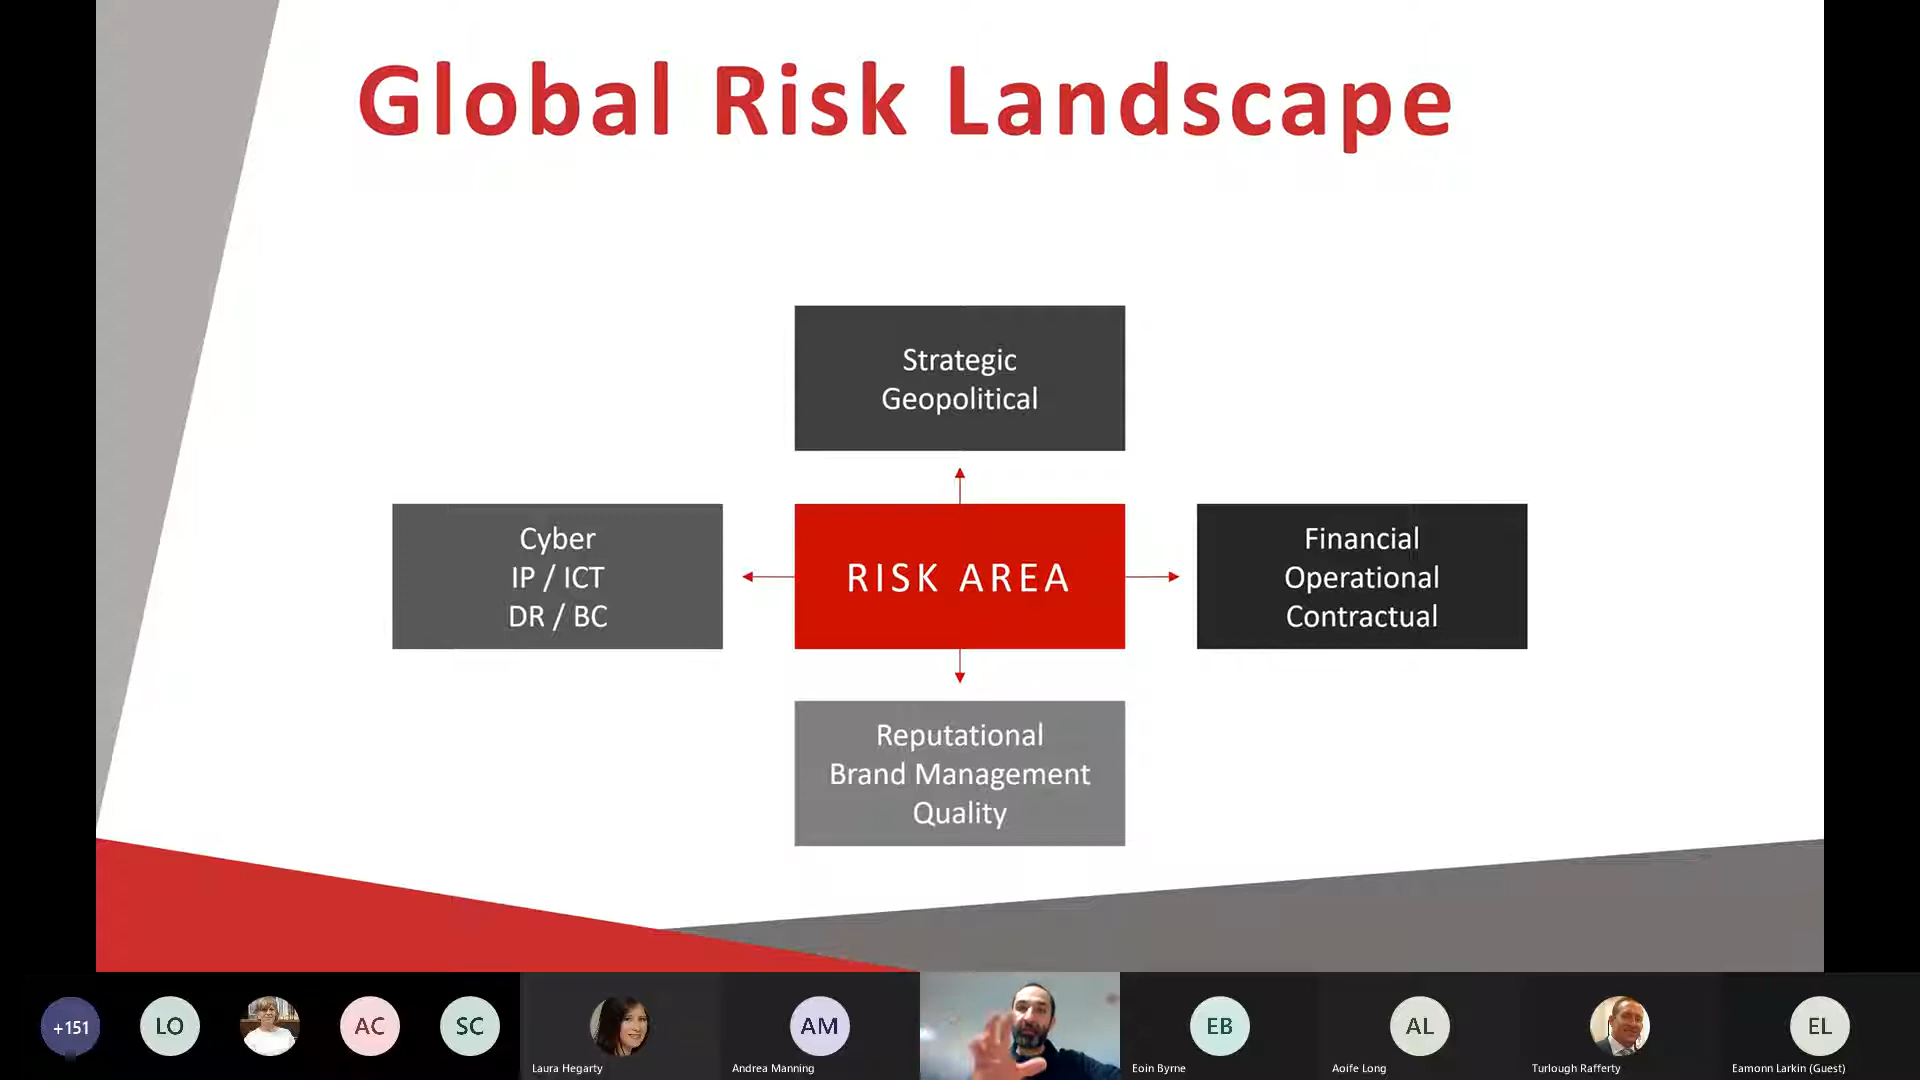 Global Risk Landscape
Strategic
Geopolitical
Cyber
IP / ICT
DR / BC
RISK AREA
Financial
Operational
Contractual
Reputational
Brand Management
Quality
+151
LO
AC
SC
Laura Hegarty
AM
Andrea Manning
EB
Eoin Byrne
AL
Aoife Long
Turlough Rafferty
EL
Eamonn Larkin (Guest)